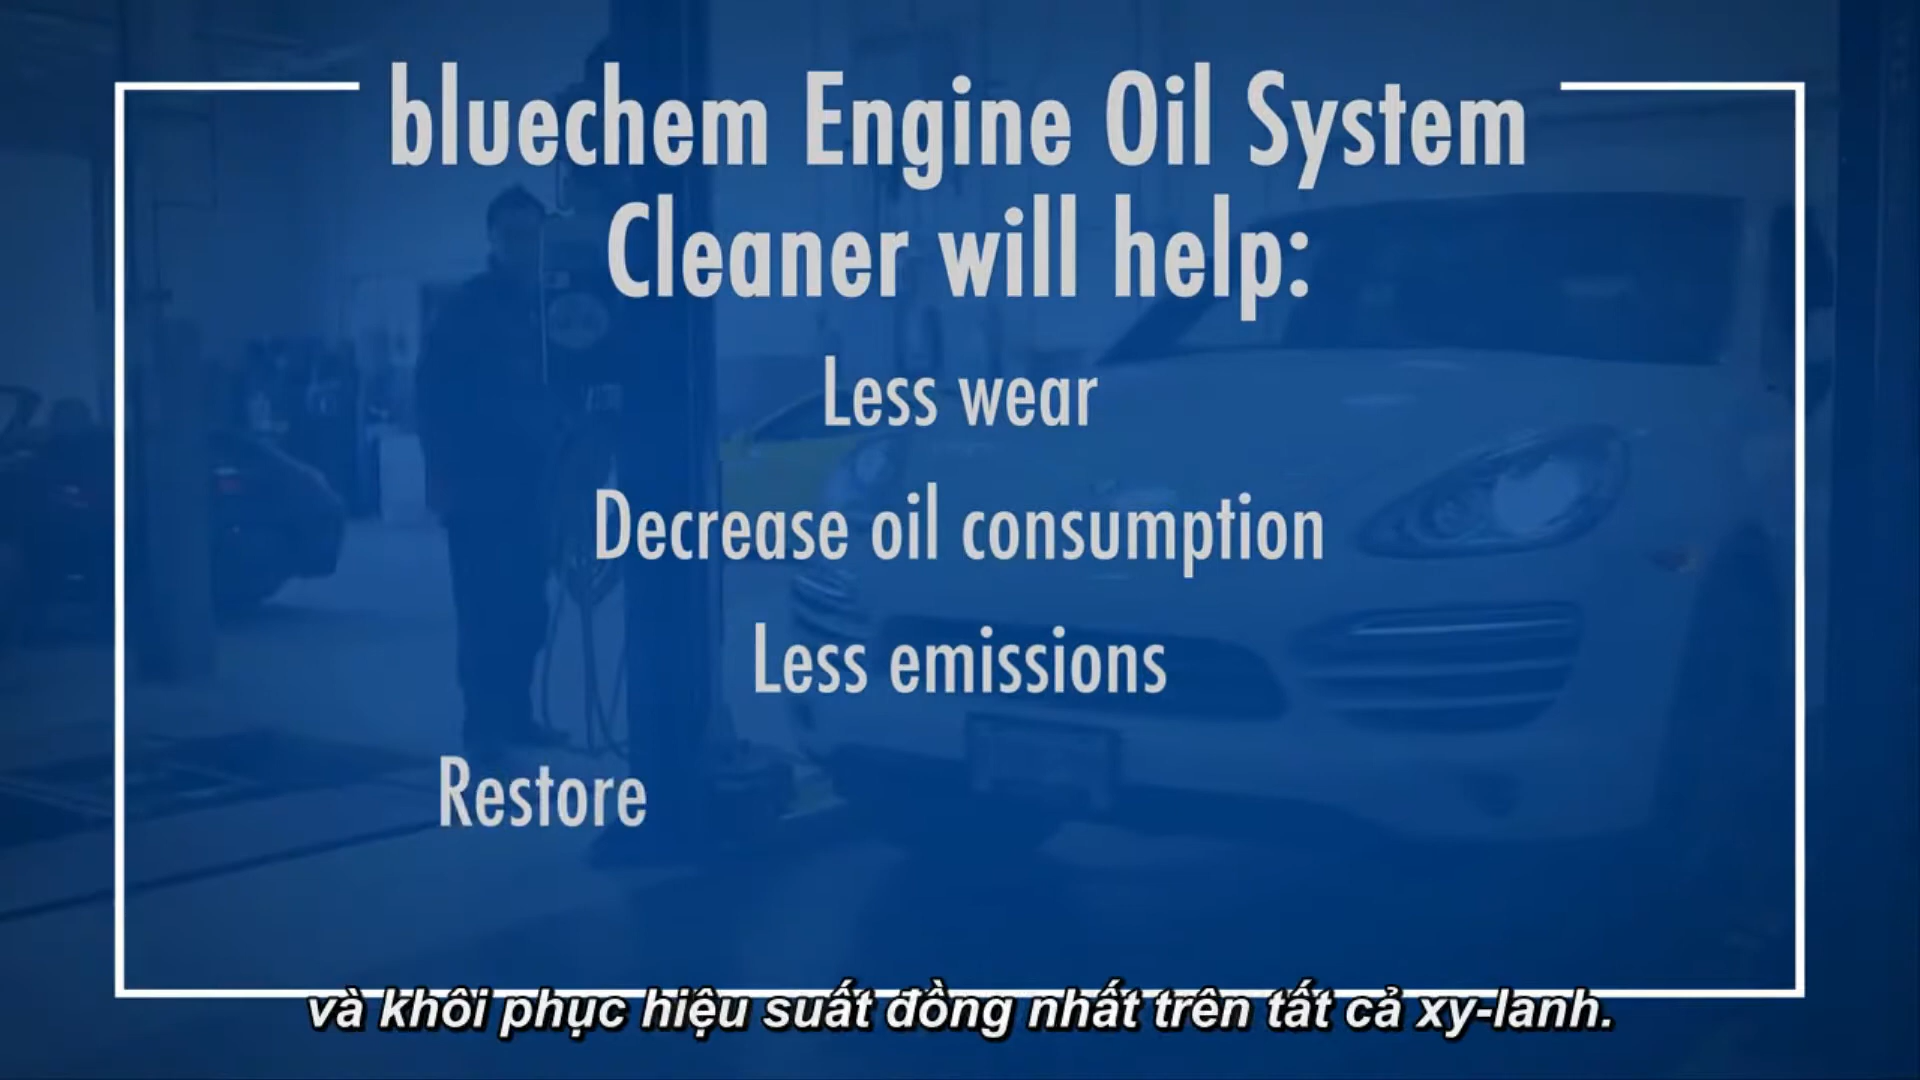 bluechem Engine Oil System
Cleaner will help:
Less wear
Decrease oil consumption
Less emissions
Restore
và khôi phục hiệu suất đồng nhất trên tất cả xy-lanh.